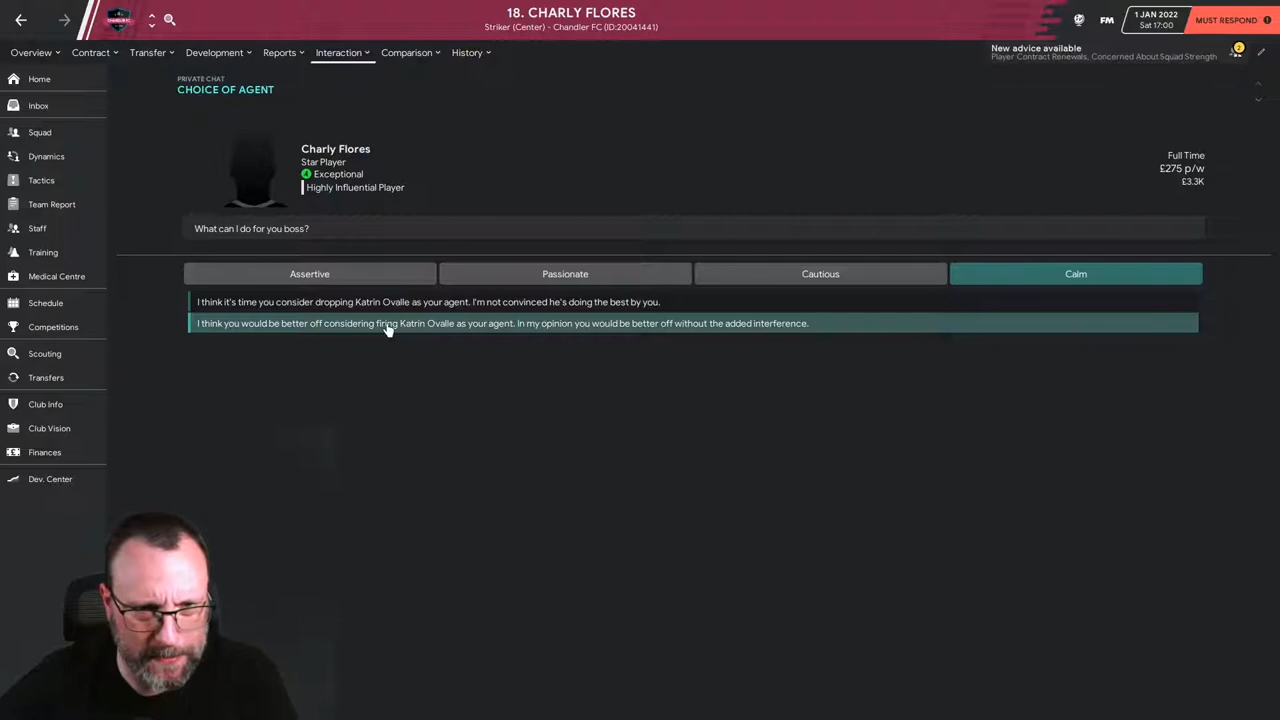 18. CHARLY FLORES
Striker (Center) - Chandler FC (ID:20041441)
FM
1 JAN 2022
Sat 17:00
MUST RESPOND
Overview
Contract
Transfer
Development
Reports
Interaction
Comparison
History
New advice available
Player Contract Renewals, Concerned About Squad Strength
2
Home
Inbox
Squad
Dynamics
Tactics
Team Report
Staff
Training
Medical Centre
Schedule
Competitions
Scouting
Transfers
Club Info
Club Vision
Finances
Dev. Center
PRIVATE CHAT
CHOICE OF AGENT
Charly Flores
Star Player
4 Exceptional
Highly Influential Player
Full Time
£275 p/w
£3.3K
What can I do for you boss?
Assertive
Passionate
Cautious
Calm
I think it's time you consider dropping Katrin Ovalle as your agent. I'm not convinced he's doing the best by you.
I think you would be better off considering firing Katrin Ovalle as your agent. In my opinion you would be better off without the added interference.